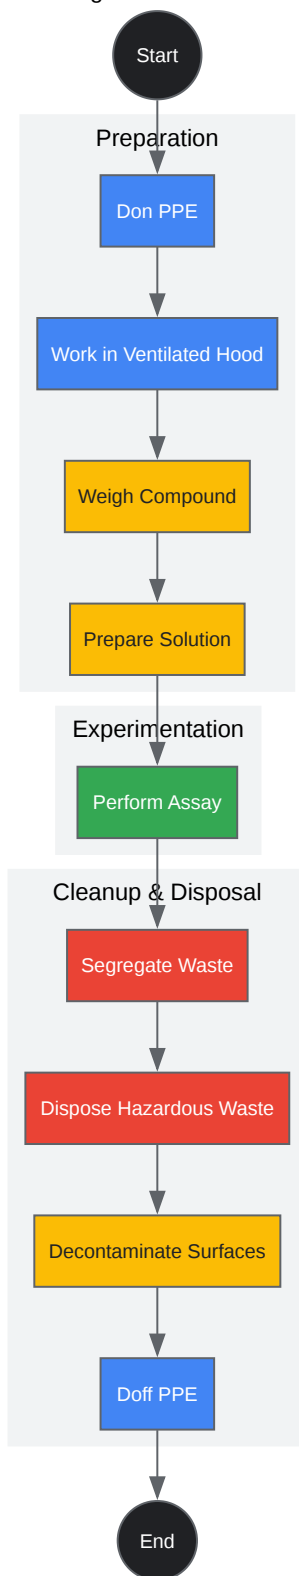 Start
Preparation
Don PPE
Work in Ventilated Hood
Weigh Compound
Prepare Solution
Experimentation
Perform Assay
Cleanup & Disposal
Segregate Waste
Dispose Hazardous Waste
Decontaminate Surfaces
Doff PPE
End